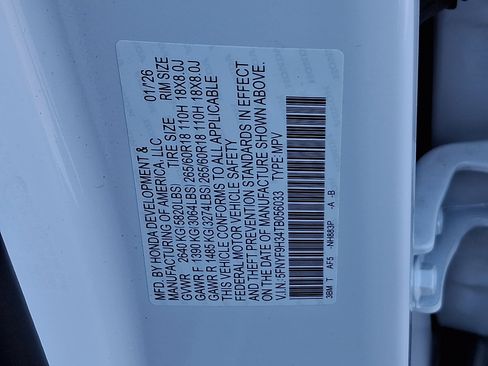 MFD. BY HONDA DEVELOPMENT & 01/26
MANUFACTURING OF AMERICA, LLC
GVWR 2640 KG(5820LBS) TIRE SIZE RIM SIZE
GAWR F 1390 KG(3064LBS) 265/60R18 110H 18X8.0J
GAWR R 1485 KG(3274LBS) 265/60R18 110H 18X8.0J
THIS VEHICLE CONFORMS TO ALL APPLICABLE
FEDERAL MOTOR VEHICLE SAFETY
AND THEFT PREVENTION STANDARDS IN EFFECT
ON THE DATE OF MANUFACTURE SHOWN ABOVE.
V.I.N. :5FNYF9H34TB056033 TYPE:MPV
3BM T AF5 -NH883P -A -B